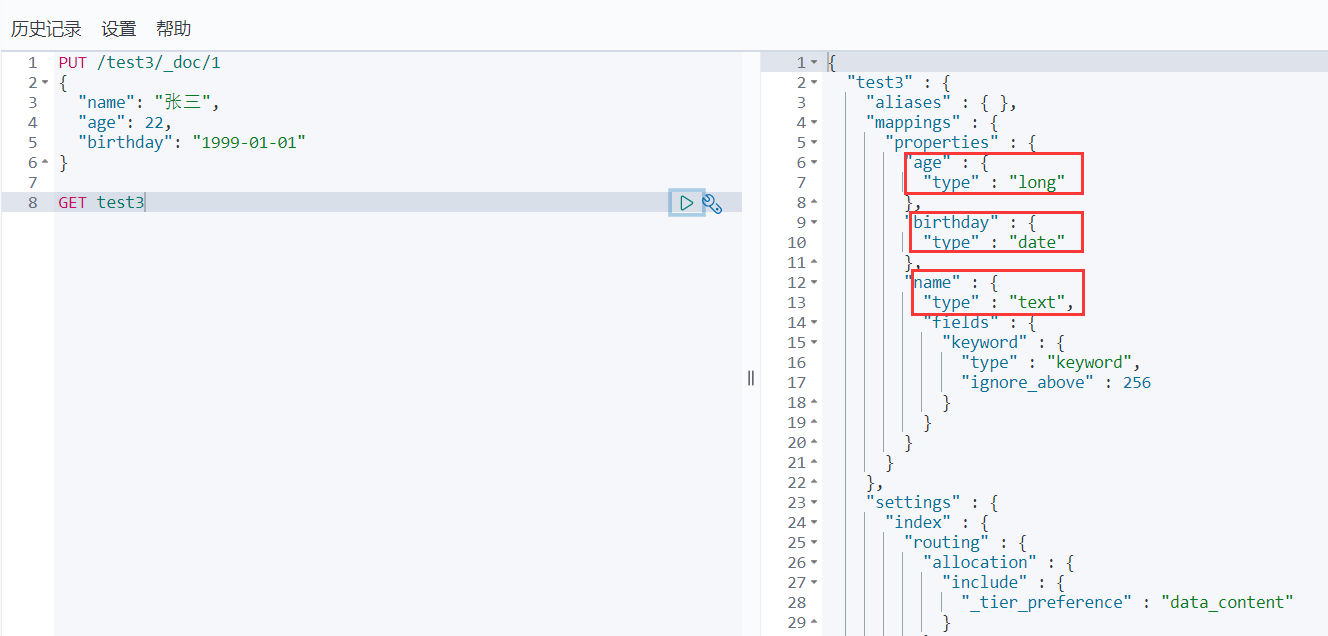 历史记录 设置 帮助
1 PUT /test3/_doc/1
2 {
3 "name": "张三",
4 "age": 22,
5 "birthday": "1999-01-01"
6 }
7
8 GET test3
1 {
2 "test3" : {
3 "aliases" : { },
4 "mappings" : {
5 "properties" : {
6 "age" : {
7 "type" : "long"
8 },
9 "birthday" : {
10 "type" : "date"
11 },
12 "name" : {
13 "type" : "text",
14 "fields" : {
15 "keyword" : {
16 "type" : "keyword",
17 "ignore_above" : 256
18 }
19 }
20 }
21 }
22 },
23 "settings" : {
24 "index" : {
25 "routing" : {
26 "allocation" : {
27 "include" : {
28 "_tier_preference" : "data_content"
29 }